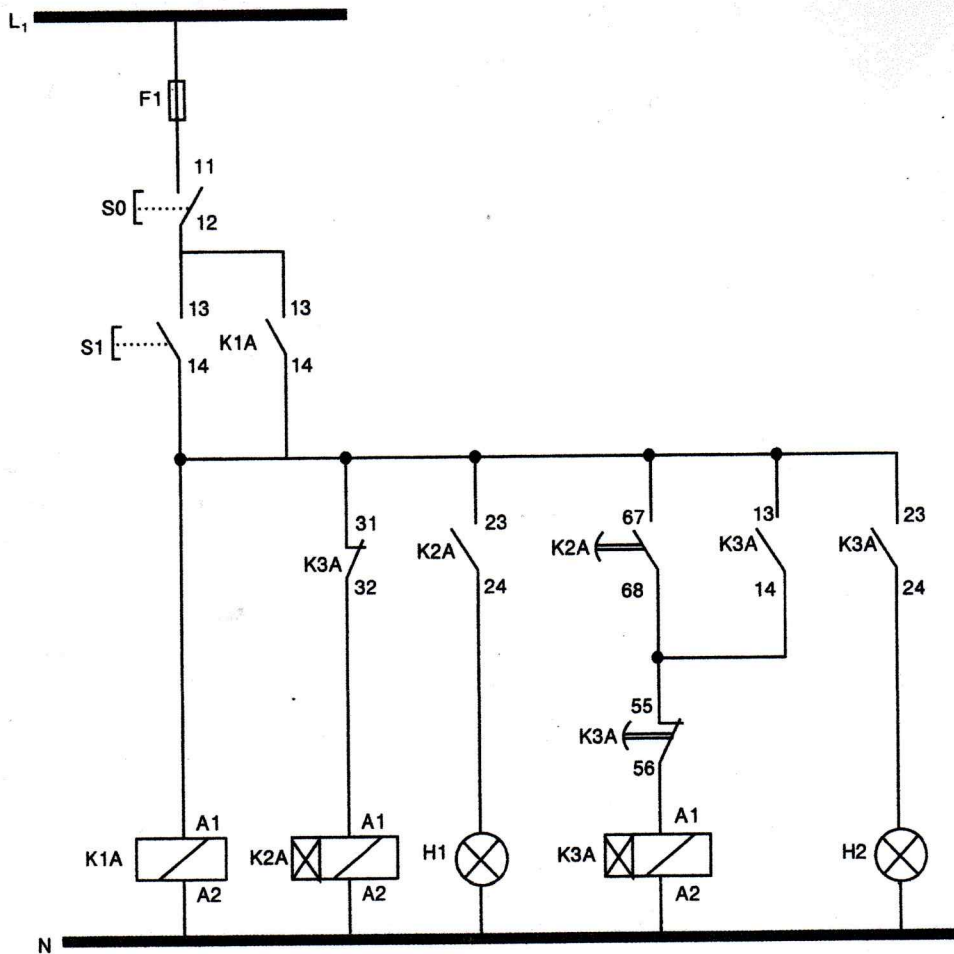 L₁
F1
11
S0
12
13 13
S1 K1A
14 14
31 23 67 13 23
K3A K2A K2A K3A K3A
32 24 68 14 24
55
K3A
56
A1 A1 A1
K1A K2A H1 K3A H2
A2 A2 A2
N